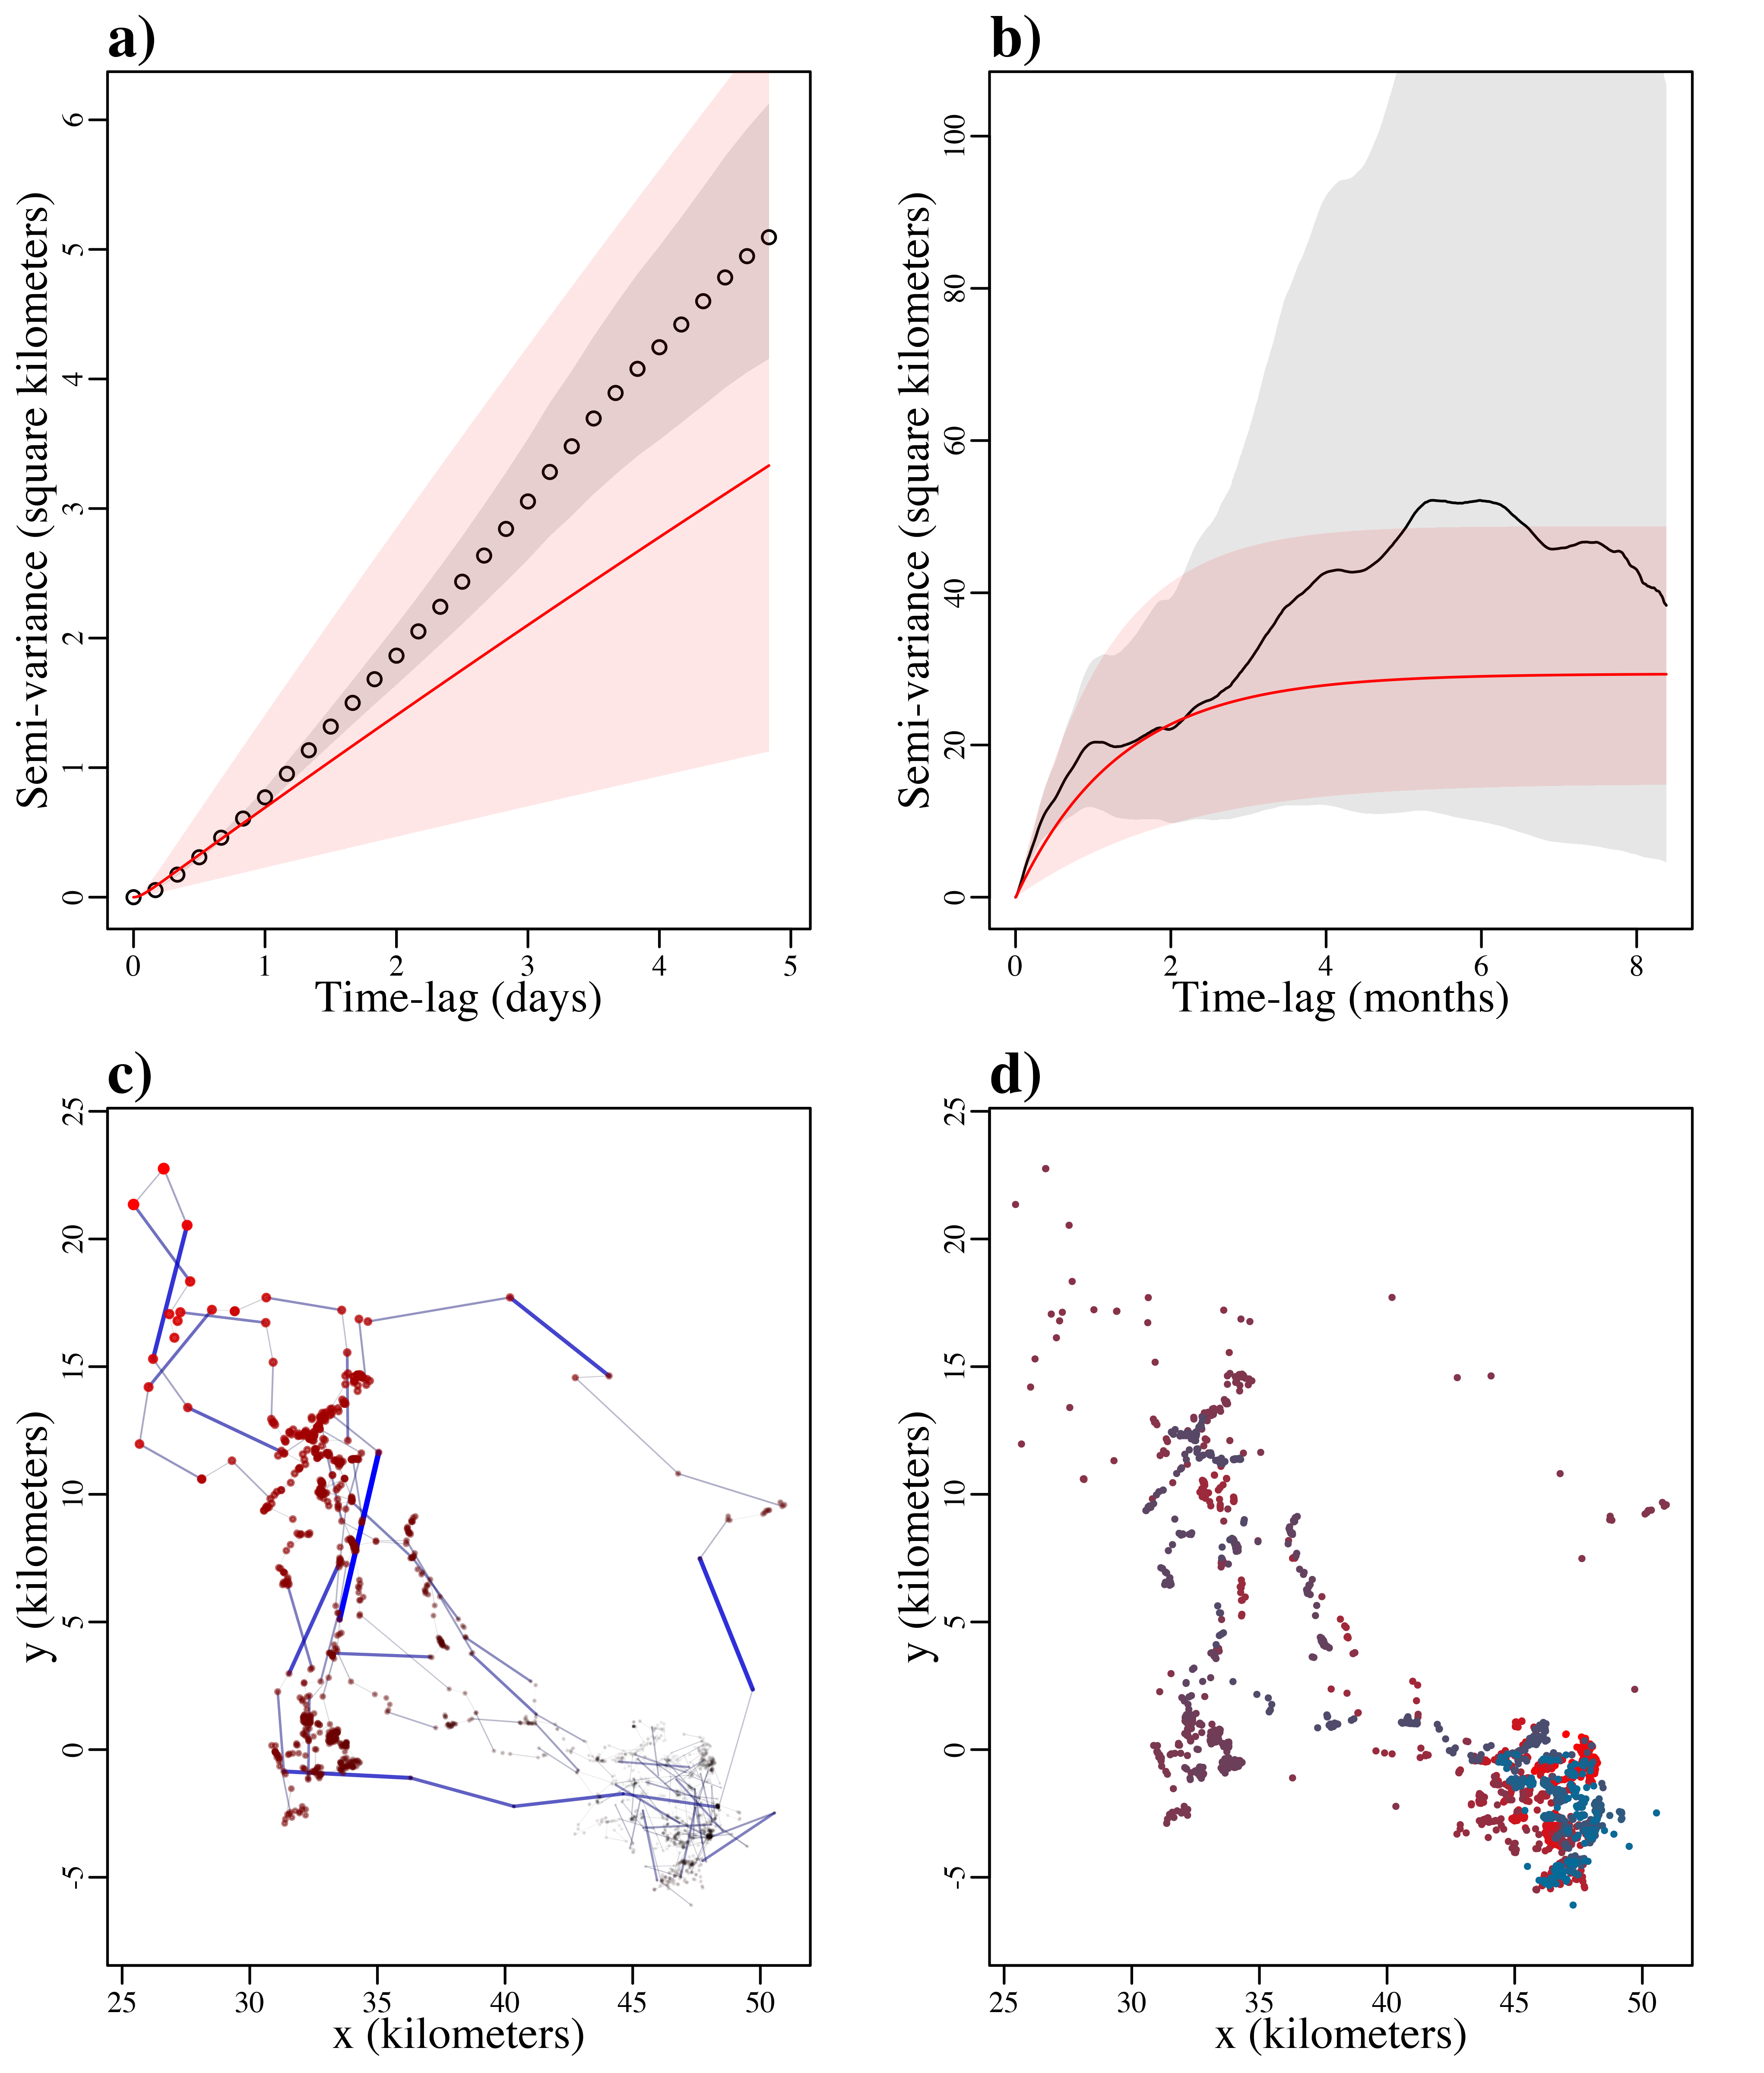 a)
Semi-variance (square kilometers)
6
5
4
3
2
1
0
0 1 2 3 4 5
Time-lag (days)
b)
Semi-variance (square kilometers)
100
80
60
40
20
0
0 2 4 6 8
Time-lag (months)
c)
y (kilometers)
25
20
15
10
5
0
-5
25 30 35 40 45 50
x (kilometers)
d)
y (kilometers)
25
20
15
10
5
0
-5
25 30 35 40 45 50
x (kilometers)